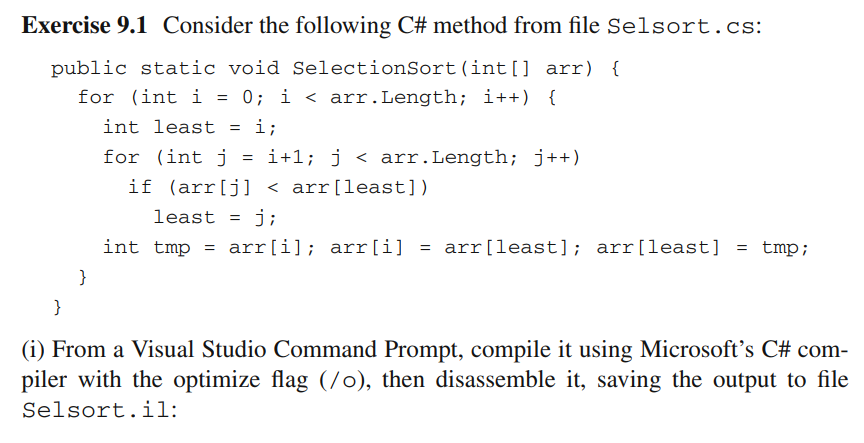 Exercise 9.1 Consider the following C# method from file Selsort.cs:
public static void SelectionSort(int[] arr) {
for (int i = 0; i < arr.Length; i++) {
int least = i;
for (int j = i+1; j < arr.Length; j++)
if (arr[j] < arr[least])
least = j;
int tmp = arr[i]; arr[i] = arr[least]; arr[least] = tmp;
}
}
(i) From a Visual Studio Command Prompt, compile it using Microsoft's C# com-
piler with the optimize flag (/o), then disassemble it, saving the output to file
Selsort.il: